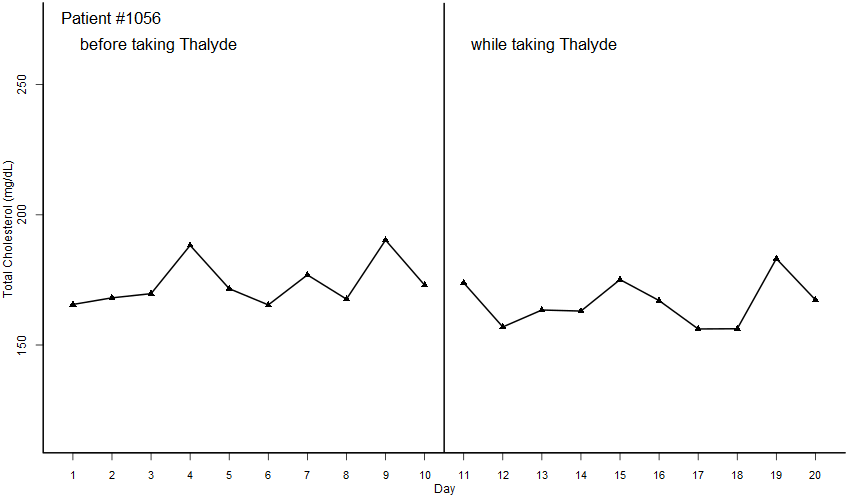 Patient #1056
before taking Thalyde
while taking Thalyde
Total Cholesterol (mg/dL)
250
200
150
1 2 3 4 5 6 7 8 9 10 11 12 13 14 15 16 17 18 19 20
Day